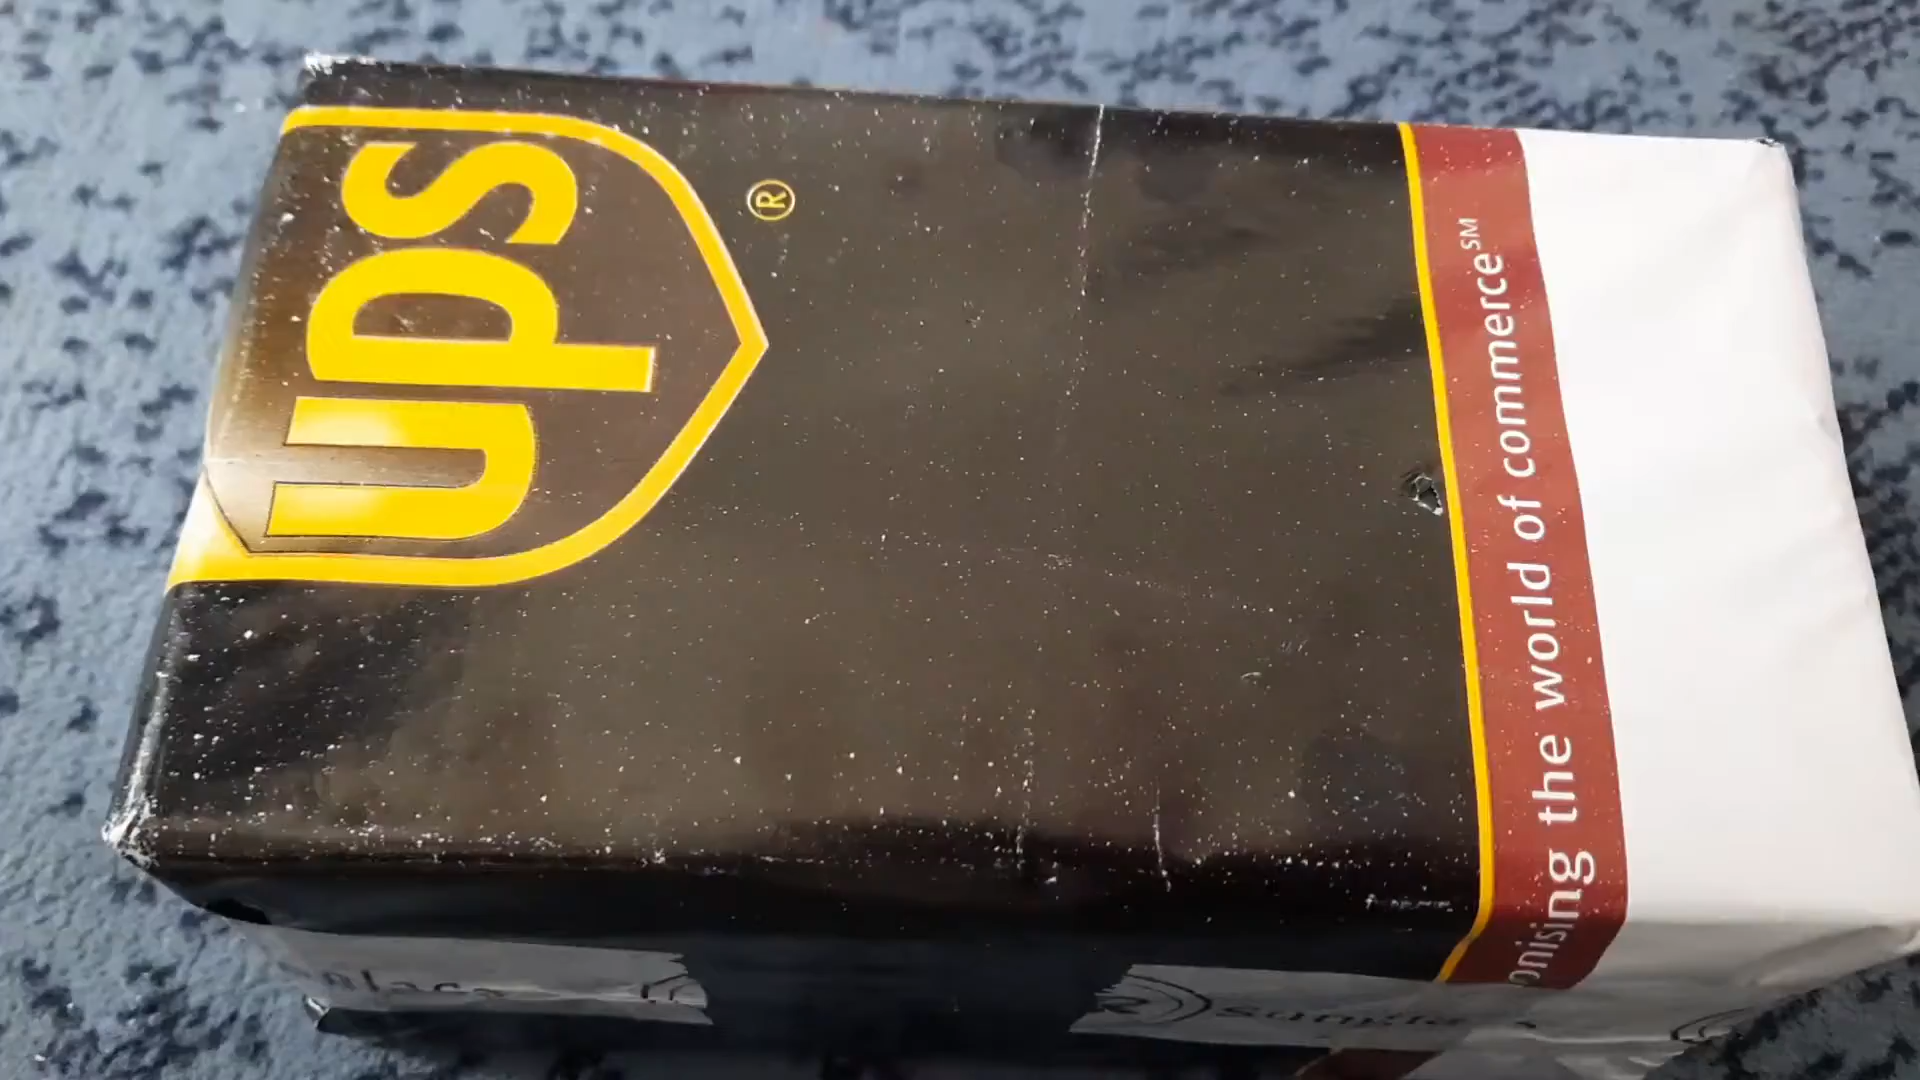 ups
®
onising the world of commerce℠